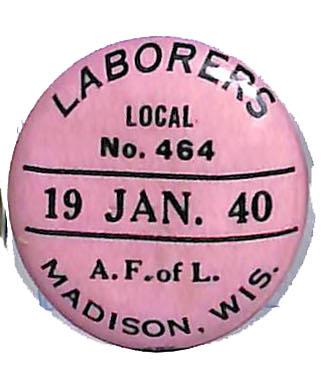 LABORERS
LOCAL
No. 464
19 JAN. 40
A. F. of L.
MADISON, WIS.